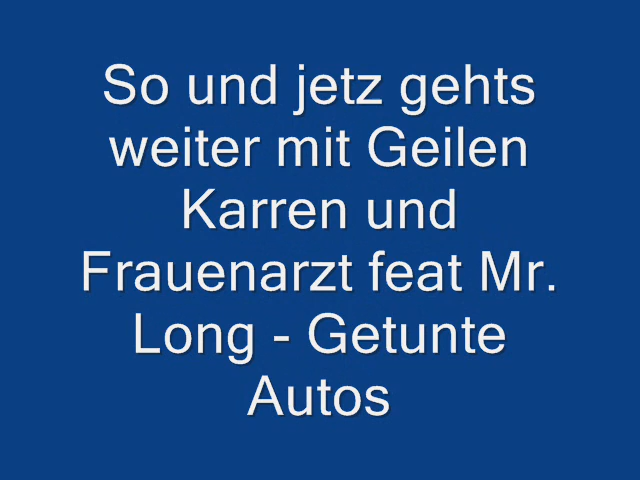 So und jetz gehts
weiter mit Geilen
Karren und
Frauenarzt feat Mr.
Long - Getunte
Autos